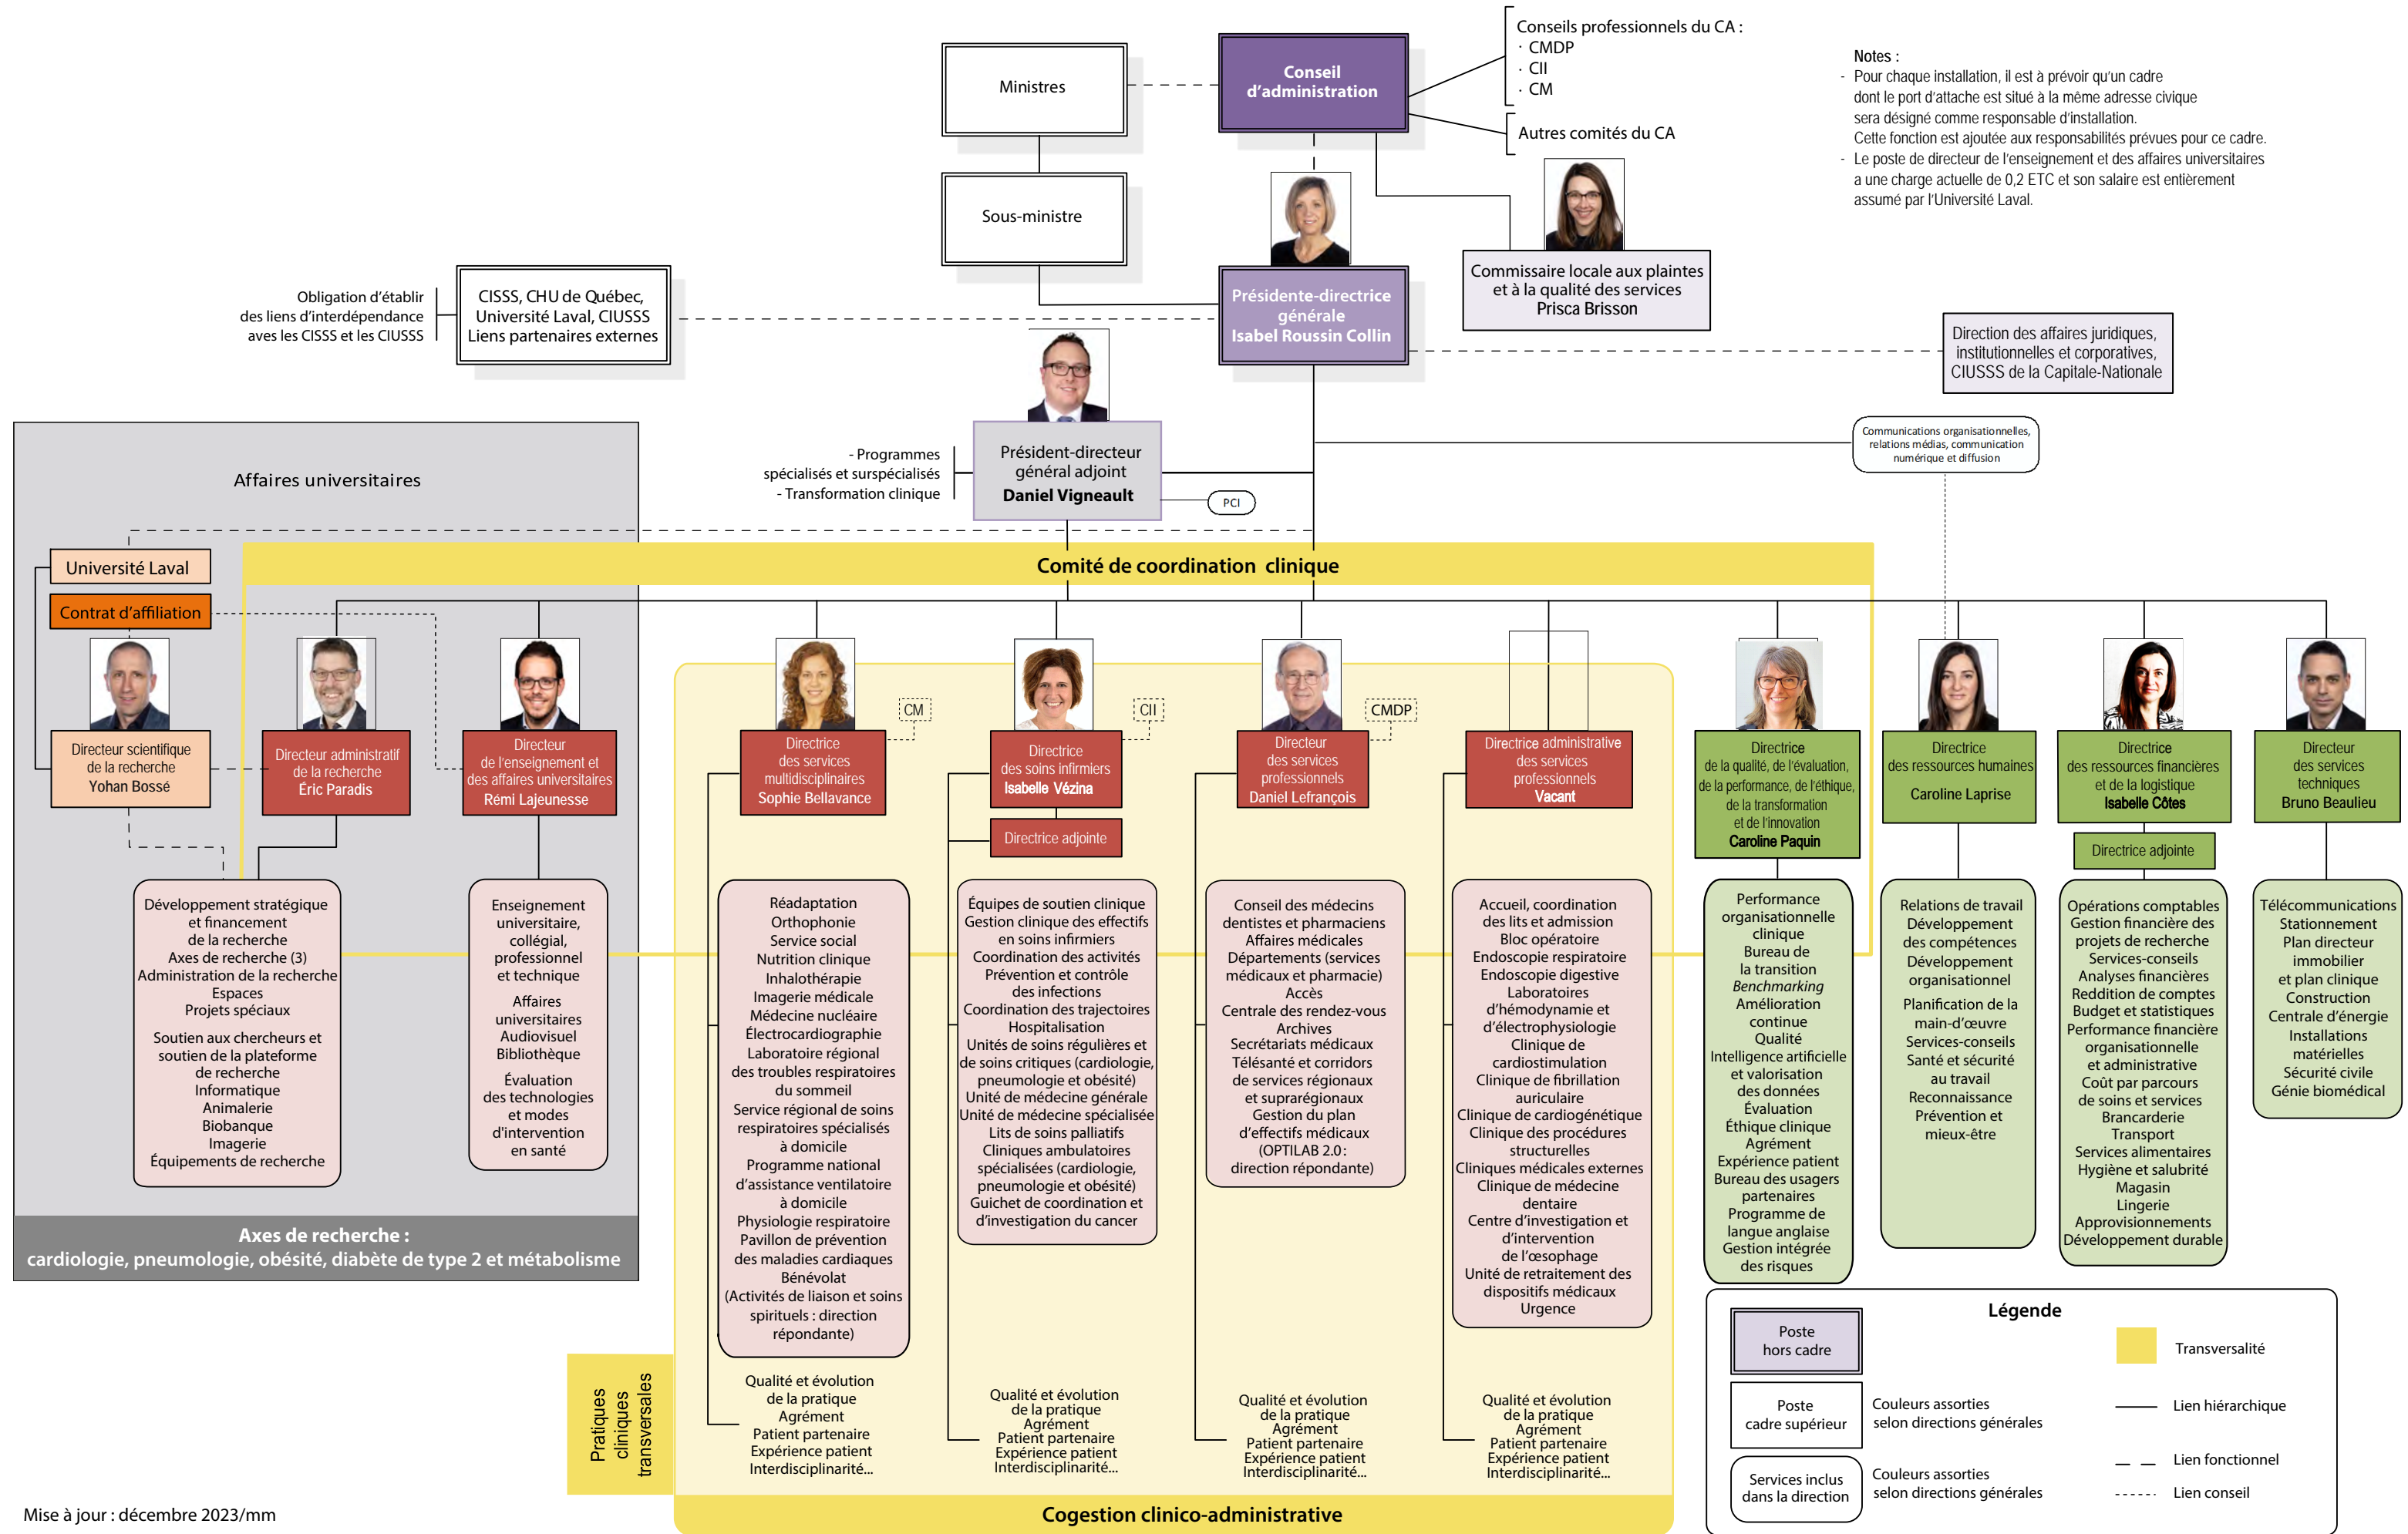 Conseils professionnels du CA :
· CMDP
· CII
· CM
Autres comités du CA
Notes :
- Pour chaque installation, il est à prévoir qu'un cadre
dont le port d'attache est situé à la même adresse civique
sera désigné comme responsable d'installation.
Cette fonction est ajoutée aux responsabilités prévues pour ce cadre.
- Le poste de directeur de l'enseignement et des affaires universitaires
a une charge actuelle de 0,2 ETC et son salaire est entièrement
assumé par l'Université Laval.
Ministres
Conseil
d'administration
Sous-ministre
Commissaire locale aux plaintes
et à la qualité des services
Prisca Brisson
Obligation d'établir
des liens d'interdépendance
aves les CISSS et les CIUSSS
CISSS, CHU de Québec,
Université Laval, CIUSSS
Liens partenaires externes
Présidente-directrice
générale
Isabel Roussin Collin
Direction des affaires juridiques,
institutionnelles et corporatives,
CIUSSS de la Capitale-Nationale
- Programmes
spécialisés et surspécialisés
- Transformation clinique
Président-directeur
général adjoint
Daniel Vigneault
PCI
Communications organisationnelles,
relations médias, communication
numérique et diffusion
Affaires universitaires
Université Laval
Contrat d'affiliation
Comité de coordination clinique
Directeur scientifique
de la recherche
Yohan Bossé
Directeur administratif
de la recherche
Éric Paradis
Directeur
de l'enseignement et
des affaires universitaires
Rémi Lajeunesse
CM
Directrice
des services
multidisciplinaires
Sophie Bellavance
CII
Directrice
des soins infirmiers
Isabelle Vézina
Directrice adjointe
CMDP
Directeur
des services
professionnels
Daniel Lefrançois
Directrice administrative
des services
professionnels
Vacant
Directrice
de la qualité, de l'évaluation,
de la performance, de l'éthique,
de la transformation
et de l'innovation
Caroline Paquin
Directrice
des ressources humaines
Caroline Laprise
Directrice
des ressources financières
et de la logistique
Isabelle Côtes
Directrice adjointe
Directeur
des services
techniques
Bruno Beaulieu
Développement stratégique
et financement
de la recherche
Axes de recherche (3)
Administration de la recherche
Espaces
Projets spéciaux
Soutien aux chercheurs et
soutien de la plateforme
de recherche
Informatique
Animalerie
Biobanque
Imagerie
Équipements de recherche
Enseignement
universitaire,
collégial,
professionnel
et technique
Affaires
universitaires
Audiovisuel
Bibliothèque
Évaluation
des technologies
et modes
d'intervention
en santé
Axes de recherche :
cardiologie, pneumologie, obésité, diabète de type 2 et métabolisme
Réadaptation
Orthophonie
Service social
Nutrition clinique
Inhalothérapie
Imagerie médicale
Médecine nucléaire
Électrocardiographie
Laboratoire régional
des troubles respiratoires
du sommeil
Service régional de soins
respiratoires spécialisés
à domicile
Programme national
d'assistance ventilatoire
à domicile
Physiologie respiratoire
Pavillon de prévention
des maladies cardiaques
Bénévolat
(Activités de liaison et soins
spirituels : direction
répondante)
Équipes de soutien clinique
Gestion clinique des effectifs
en soins infirmiers
Coordination des activités
Prévention et contrôle
des infections
Coordination des trajectoires
Hospitalisation
Unités de soins régulières et
de soins critiques (cardiologie,
pneumologie et obésité)
Unité de médecine générale
Unité de médecine spécialisée
Lits de soins palliatifs
Cliniques ambulatoires
spécialisées (cardiologie,
pneumologie et obésité)
Guichet de coordination et
d'investigation du cancer
Conseil des médecins
dentistes et pharmaciens
Affaires médicales
Départements (services
médicaux et pharmacie)
Accès
Centrale des rendez-vous
Archives
Secrétariats médicaux
Télésanté et corridors
de services régionaux
et suprarégionaux
Gestion du plan
d'effectifs médicaux
(OPTILAB 2.0 :
direction répondante)
Accueil, coordination
des lits et admission
Bloc opératoire
Endoscopie respiratoire
Endoscopie digestive
Laboratoires
d'hémodynamie et
d'électrophysiologie
Clinique de
cardiostimulation
Clinique de fibrillation
auriculaire
Clinique de cardiogénétique
Clinique des procédures
structurelles
Cliniques médicales externes
Clinique de médecine
dentaire
Centre d'investigation et
d'intervention
de l'œsophage
Unité de retraitement des
dispositifs médicaux
Urgence
Performance
organisationnelle
clinique
Bureau de
la transition
Benchmarking
Amélioration
continue
Qualité
Intelligence artificielle
et valorisation
des données
Évaluation
Éthique clinique
Agrément
Expérience patient
Bureau des usagers
partenaires
Programme de
langue anglaise
Gestion intégrée
des risques
Relations de travail
Développement
des compétences
Développement
organisationnel
Planification de la
main-d'œuvre
Services-conseils
Santé et sécurité
au travail
Reconnaissance
Prévention et
mieux-être
Opérations comptables
Gestion financière des
projets de recherche
Services-conseils
Analyses financières
Reddition de comptes
Budget et statistiques
Performance financière
organisationnelle
et administrative
Coût par parcours
de soins et services
Brancarderie
Transport
Services alimentaires
Hygiène et salubrité
Magasin
Lingerie
Approvisionnements
Développement durable
Télécommunications
Stationnement
Plan directeur
immobilier
et plan clinique
Construction
Centrale d'énergie
Installations
matérielles
Sécurité civile
Génie biomédical
Pratiques
cliniques
transversales
Qualité et évolution
de la pratique
Agrément
Patient partenaire
Expérience patient
Interdisciplinarité...
Qualité et évolution
de la pratique
Agrément
Patient partenaire
Expérience patient
Interdisciplinarité...
Qualité et évolution
de la pratique
Agrément
Patient partenaire
Expérience patient
Interdisciplinarité...
Qualité et évolution
de la pratique
Agrément
Patient partenaire
Expérience patient
Interdisciplinarité...
Cogestion clinico-administrative
Légende
Poste
hors cadre
Transversalité
Poste
cadre supérieur
Couleurs assorties
selon directions générales
Lien hiérarchique
Services inclus
dans la direction
Couleurs assorties
selon directions générales
Lien fonctionnel
Lien conseil
Mise à jour : décembre 2023/mm